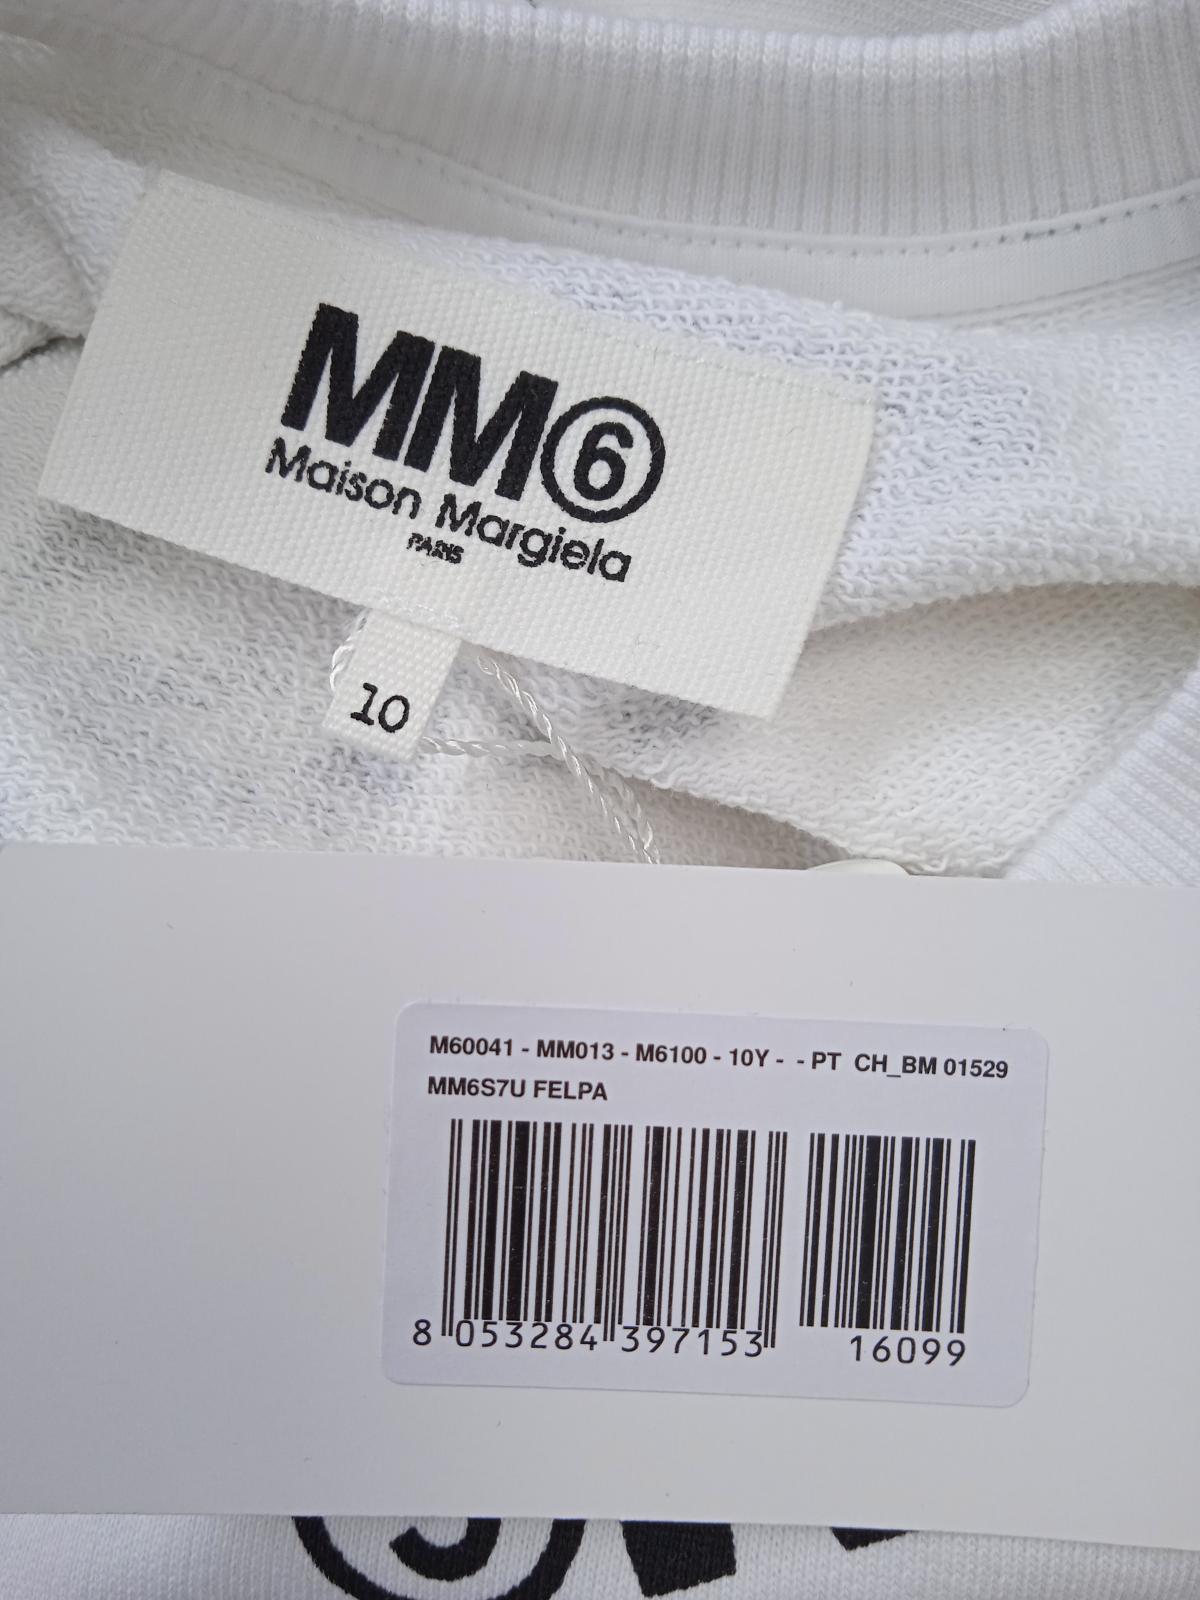 MM6
Maison Margiela
PARIS
10
M60041 - MM013 - M6100 - 10Y - - PT CH_BM 01529
MM6S7U FELPA
8 053284 397153 16099